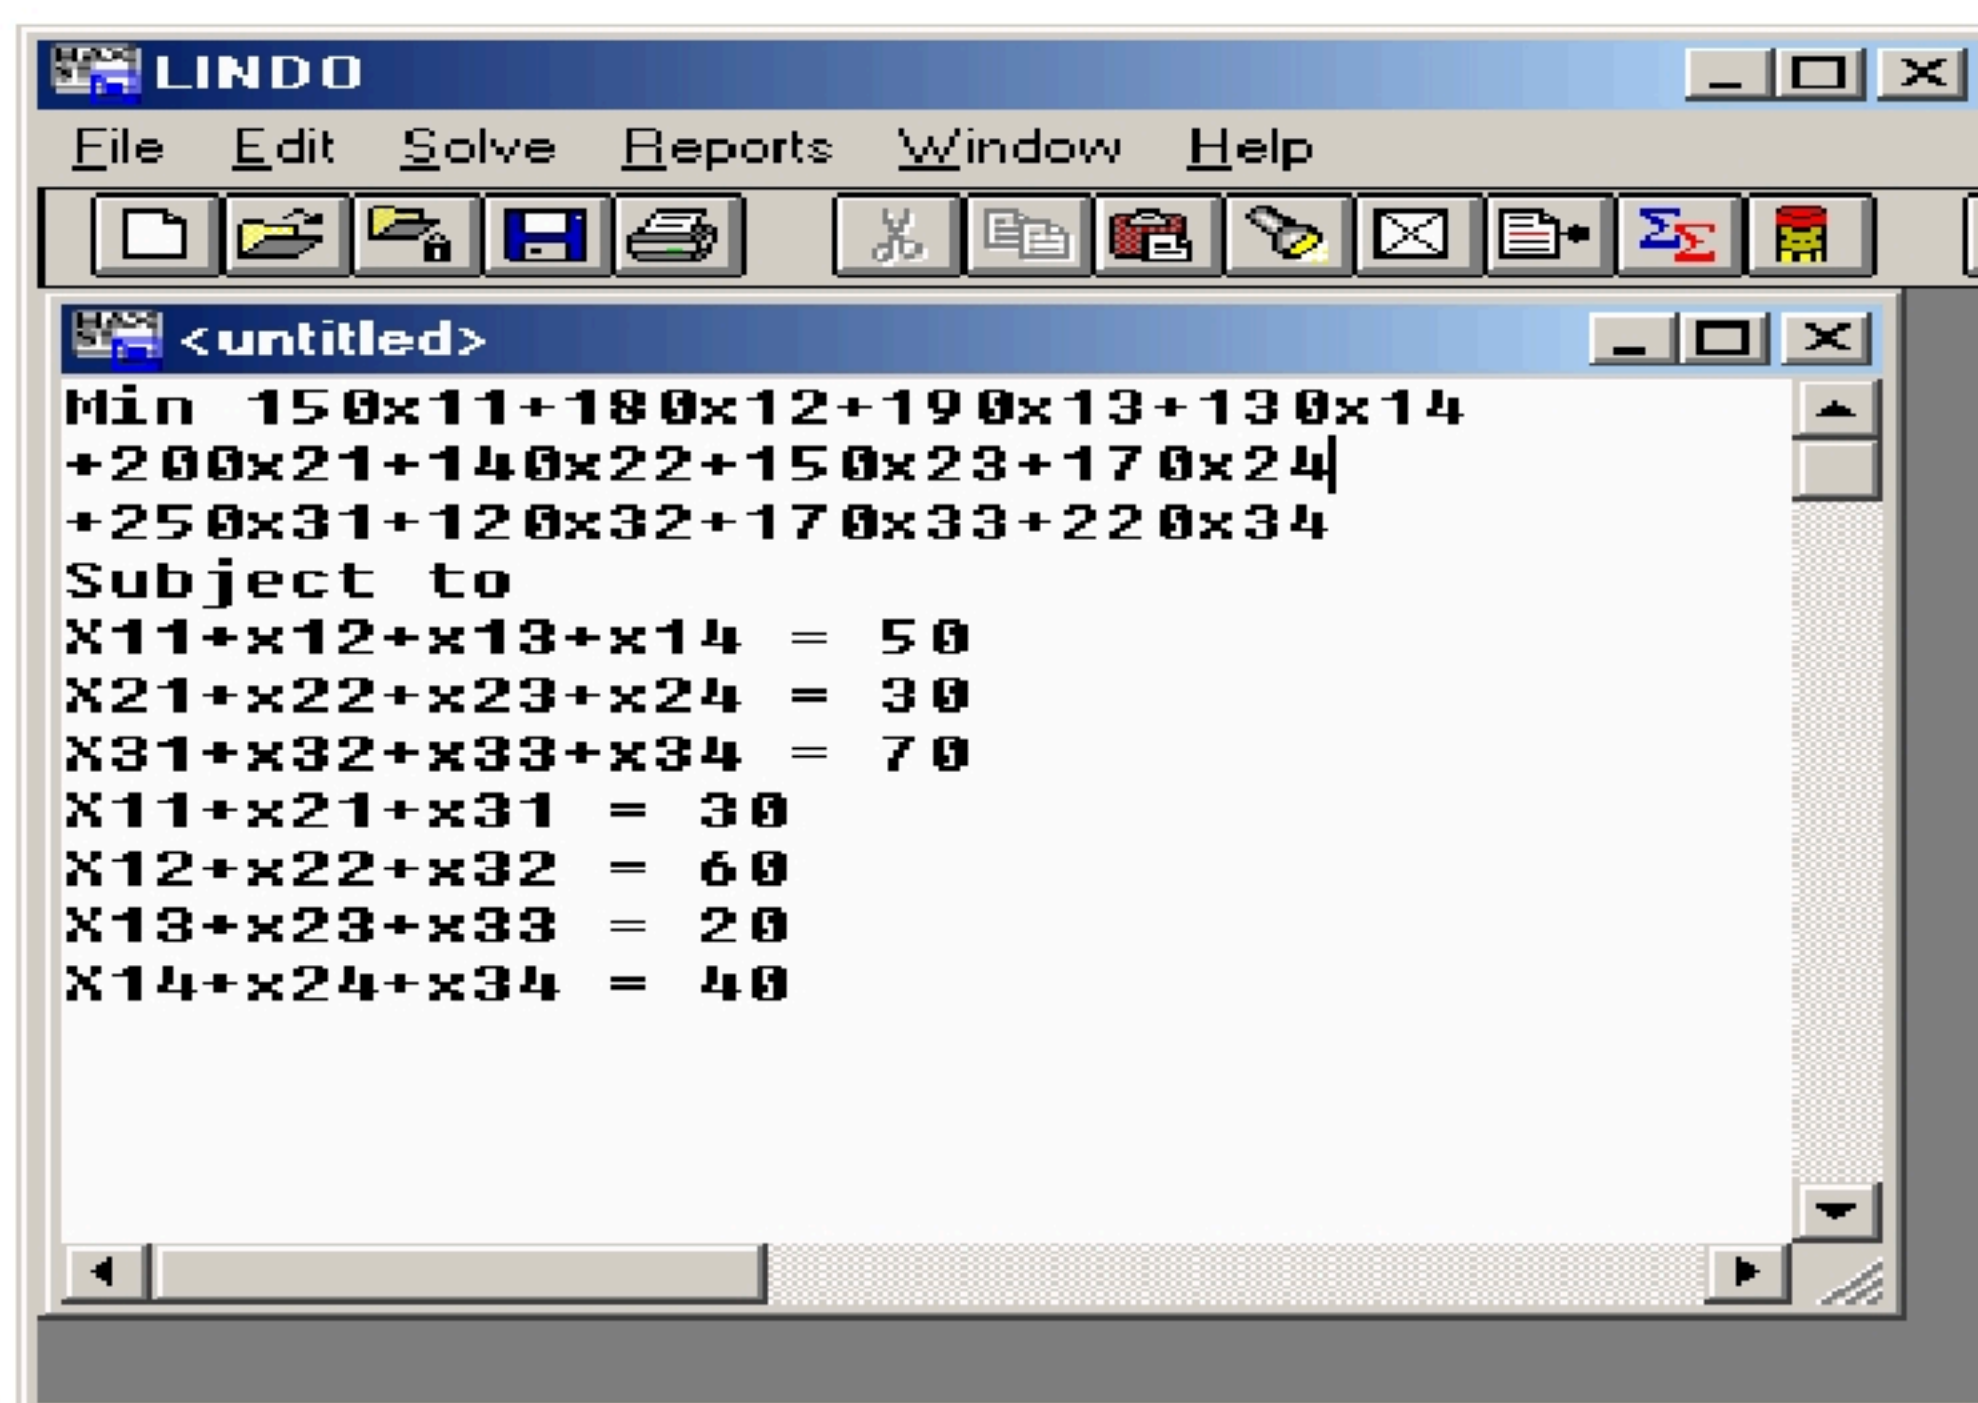 LINDO
File Edit Solve Reports Window Help
<untitled>
Min 150x11+180x12+190x13+130x14
+200x21+140x22+150x23+170x24
+250x31+120x32+170x33+220x34
Subject to
X11+x12+x13+x14 = 50
X21+x22+x23+x24 = 30
X31+x32+x33+x34 = 70
X11+x21+x31 = 30
X12+x22+x32 = 60
X13+x23+x33 = 20
X14+x24+x34 = 40